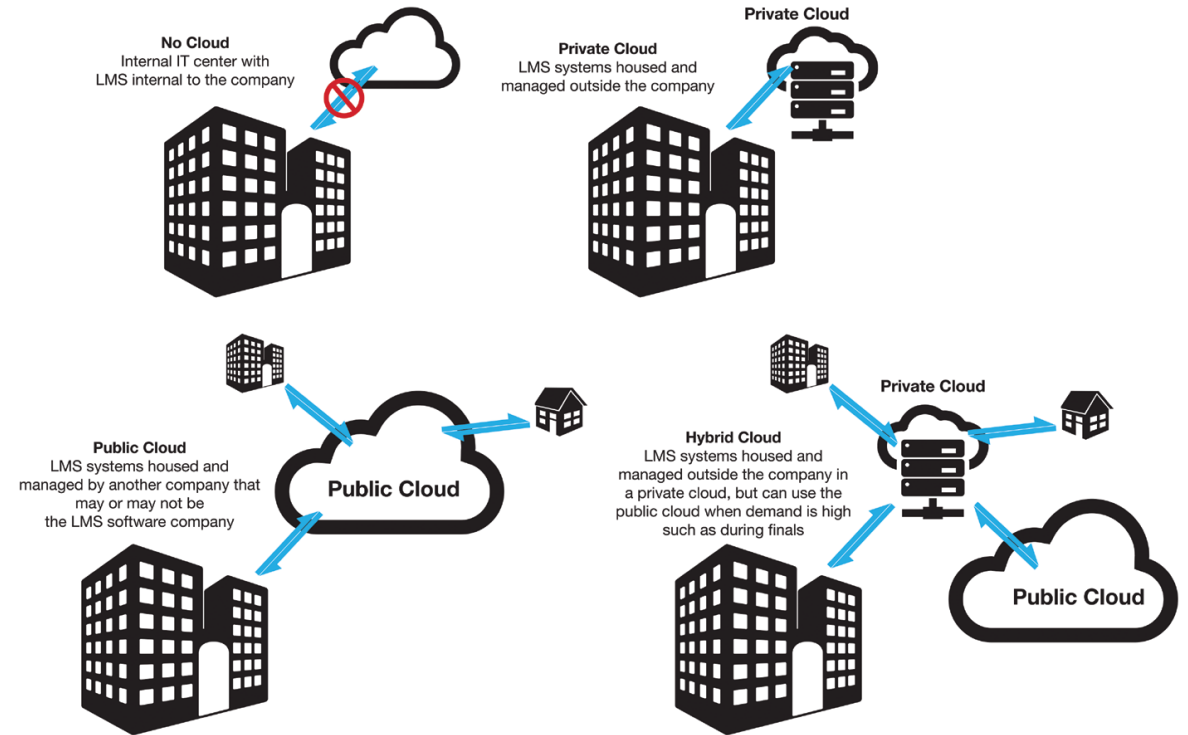 No Cloud
Internal IT center with
LMS internal to the company
Private Cloud
LMS systems housed and
managed outside the company
Private Cloud
Public Cloud
LMS systems housed and
managed by another company that
may or may not be
the LMS software company
Public Cloud
Hybrid Cloud
LMS systems housed and
managed outside the company in
a private cloud, but can use the
public cloud when demand is high
such as during finals
Private Cloud
Public Cloud